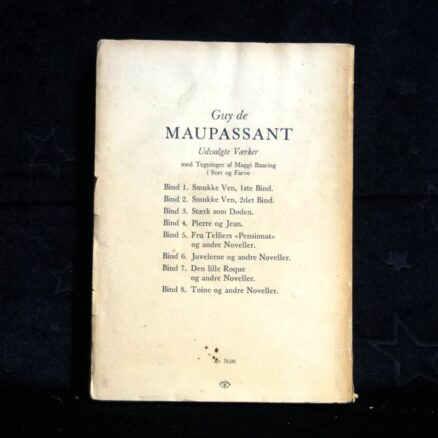 Guy de
MAUPASSANT
Udvalgte Værker
med Tegninger af Maggi Baaring
i Sort og Farve
Bind 1. Smukke Ven, 1ste Bind.
Bind 2. Smukke Ven, 2det Bind.
Bind 3. Stærk som Døden.
Bind 4. Pierre og Jean.
Bind 5. Fru Telliers »Pensionat«
og andre Noveller.
Bind 6. Juvelerne og andre Noveller.
Bind 7. Den lille Roque
og andre Noveller.
Bind 8. Toine og andre Noveller.
Kr. 10,00.